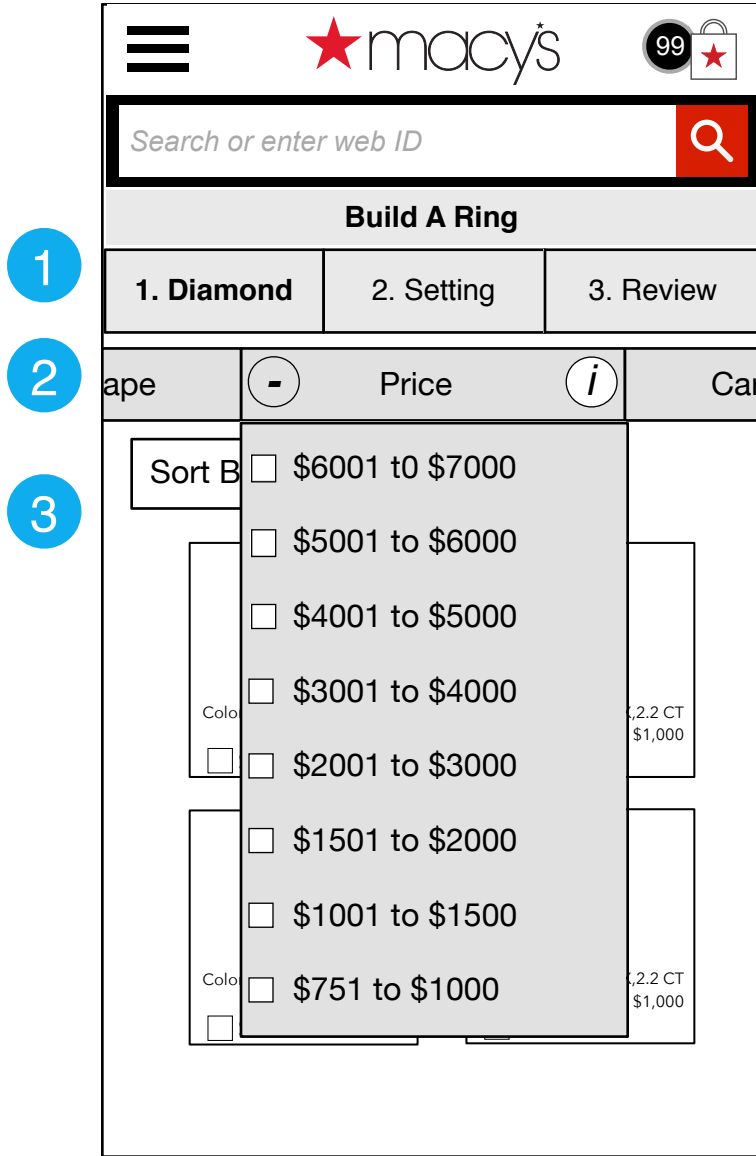 macy's
99
Search or enter web ID
Build A Ring
1
1. Diamond
2. Setting
3. Review
2
ape
-
Price
i
Car
3
Sort B
$6001 t0 $7000
$5001 to $6000
$4001 to $5000
$3001 to $4000
$2001 to $3000
$1501 to $2000
$1001 to $1500
$751 to $1000
Color
,2.2 CT
$1,000
Color
,2.2 CT
$1,000